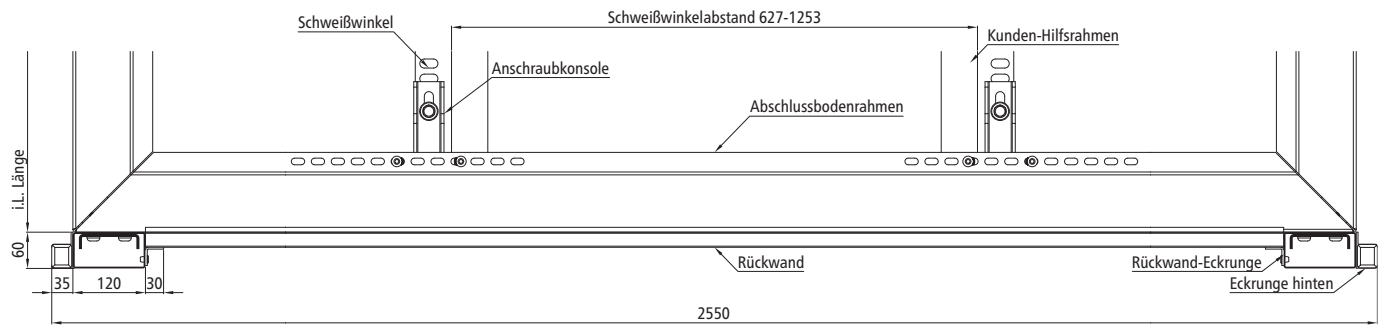 Schweißwinkel
Schweißwinkelabstand 627-1253
Kunden-Hilfsrahmen
Anschraubkonsole
Abschlussbodenrahmen
i.L. Länge
60
Rückwand
Rückwand-Eckrunge
Eckrunge hinten
35
120
30
2550